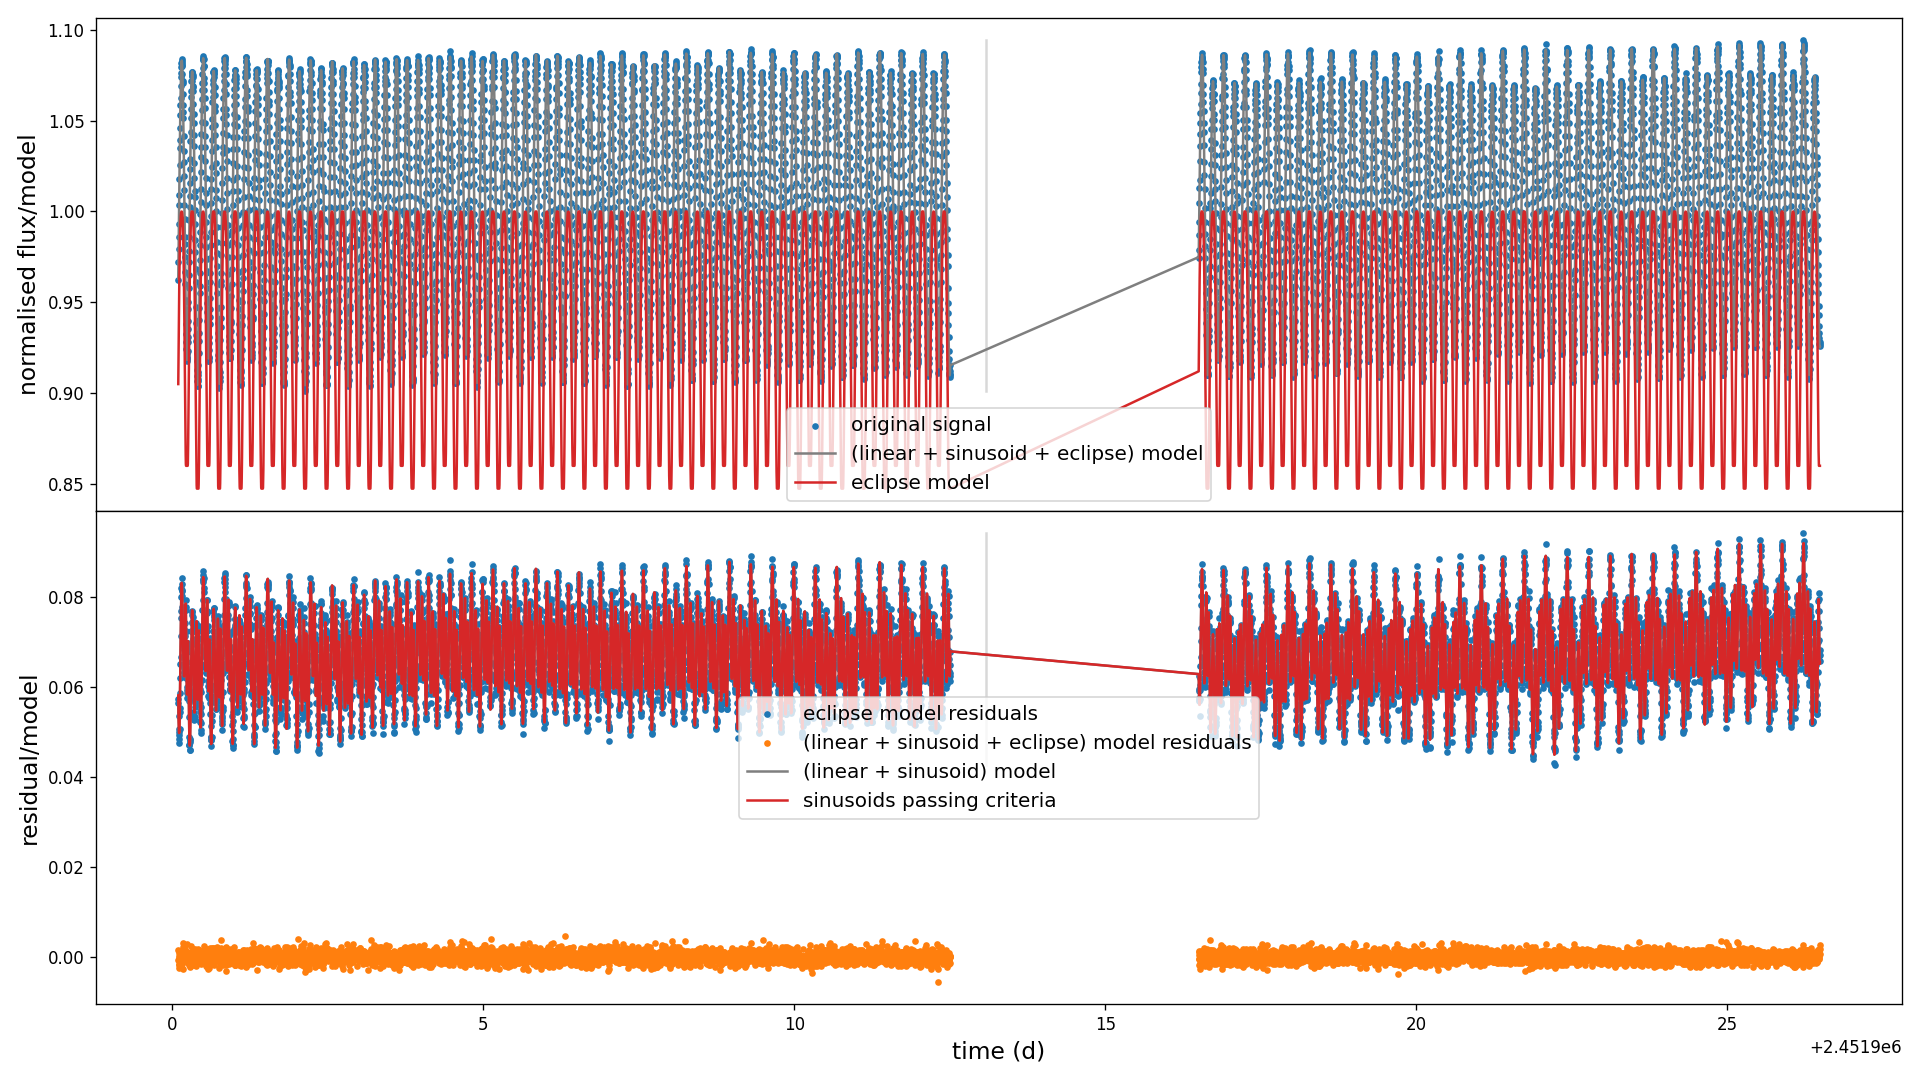 normalised flux/model
1.10
1.05
1.00
0.95
0.90
0.85
original signal
(linear + sinusoid + eclipse) model
eclipse model
residual/model
0.08
0.06
0.04
0.02
0.00
eclipse model residuals
(linear + sinusoid + eclipse) model residuals
(linear + sinusoid) model
sinusoids passing criteria
0 5 10 15 20 25
time (d)
+2.4519e6